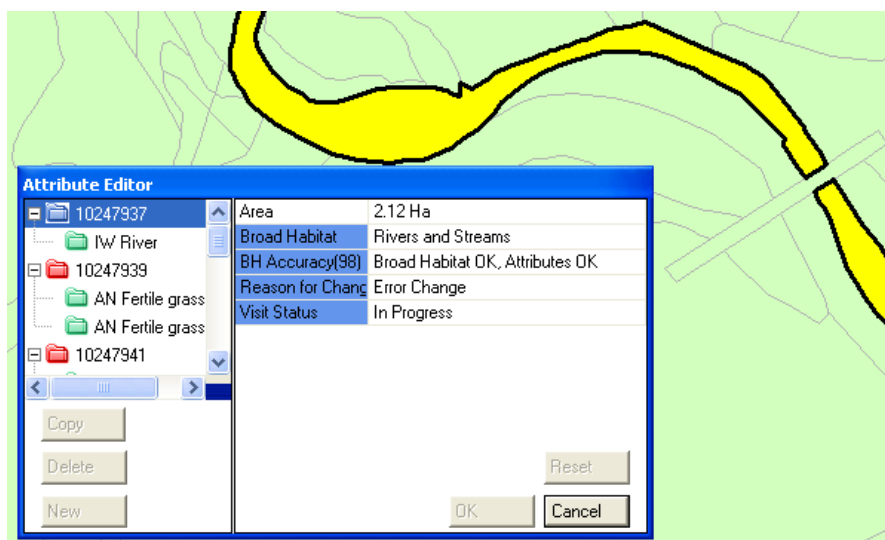 Attribute Editor
10247937
IW River
10247939
AN Fertile grass
AN Fertile grass
10247941
Area 2.12 Ha
Broad Habitat Rivers and Streams
BH Accuracy(98) Broad Habitat OK, Attributes OK
Reason for Chang Error Change
Visit Status In Progress
Copy
Delete
New
Reset
OK
Cancel